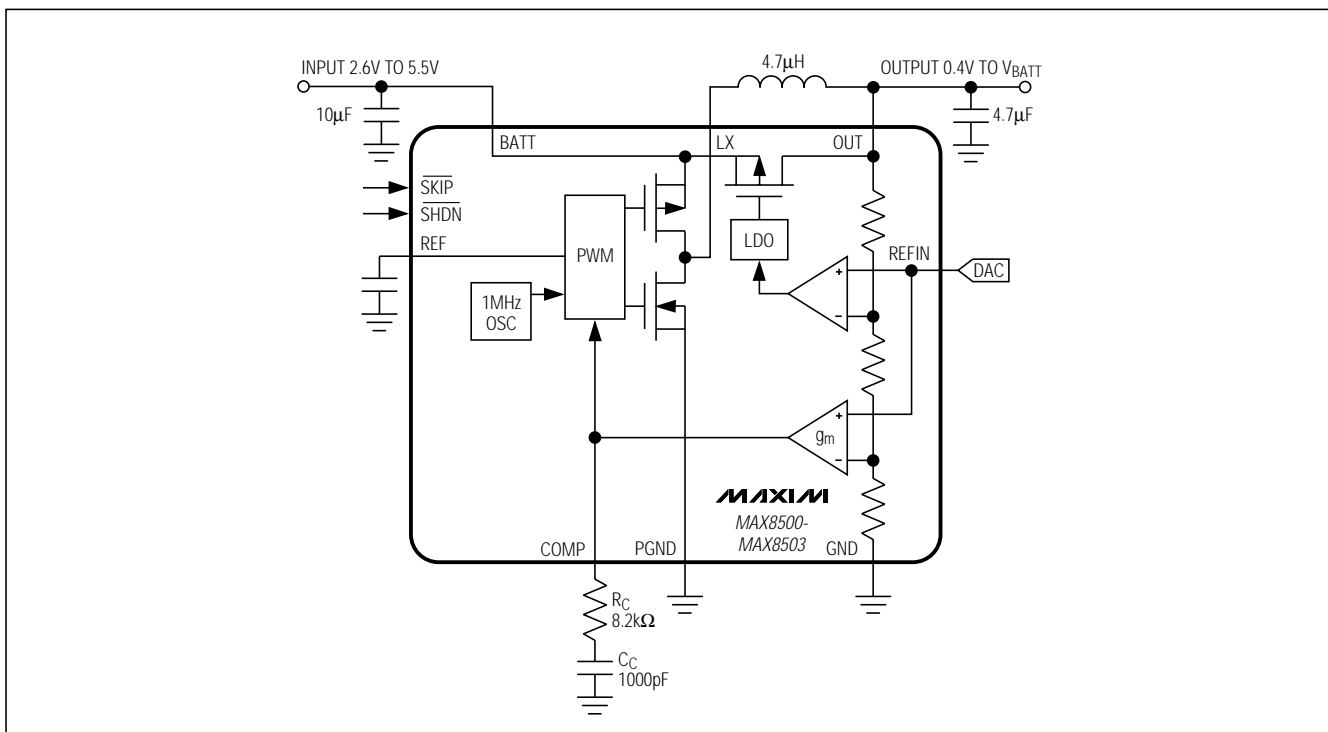 INPUT 2.6V TO 5.5V
4.7μH
OUTPUT 0.4V TO VBATT
10μF
4.7μF
BATT
LX
OUT
SKIP
SHDN
REF
PWM
LDO
REFIN
DAC
+
−
1MHz
OSC
+
gm
−
MAXIM
MAX8500-
MAX8503
COMP
PGND
GND
RC
8.2kΩ
CC
1000pF